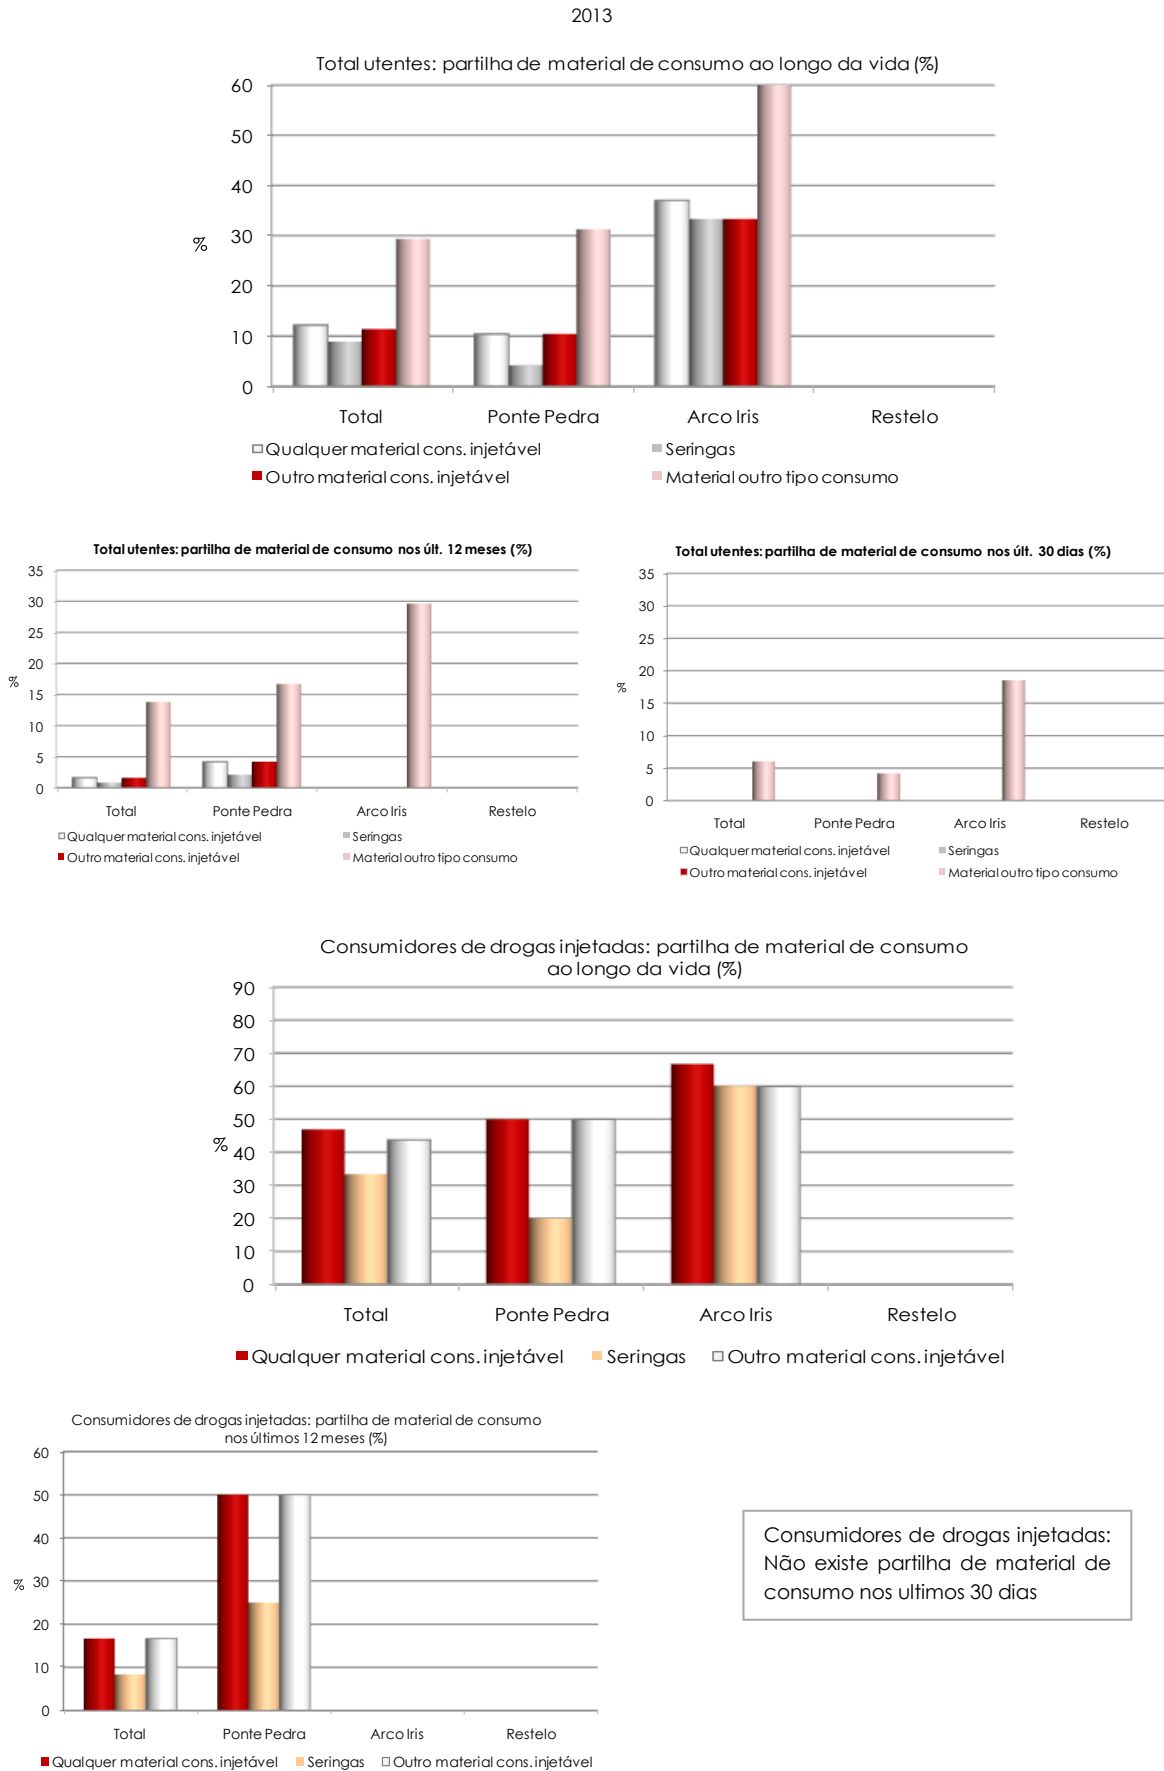 2013
Total utentes: partilha de material de consumo ao longo da vida (%)
60
50
40
30
20
10
0
%
Total
Ponte Pedra
Arco Iris
Restelo
Qualquer material cons. injetável
Seringas
Outro material cons. injetável
Material outro tipo consumo
Total utentes: partilha de material de consumo nos últ. 12 meses (%)
35
30
25
20
15
10
5
0
%
Total
Ponte Pedra
Arco Iris
Restelo
Qualquer material cons. injetável
Seringas
Outro material cons. injetável
Material outro tipo consumo
Total utentes: partilha de material de consumo nos últ. 30 dias (%)
35
30
25
20
15
10
5
0
%
Total
Ponte Pedra
Arco Iris
Restelo
Qualquer material cons. injetável
Seringas
Outro material cons. injetável
Material outro tipo consumo
Consumidores de drogas injetadas: partilha de material de consumo
ao longo da vida (%)
90
80
70
60
50
40
30
20
10
0
%
Total
Ponte Pedra
Arco Iris
Restelo
Qualquer material cons. injetável
Seringas
Outro material cons. injetável
Consumidores de drogas injetadas: partilha de material de consumo
nos últimos 12 meses (%)
60
50
40
30
20
10
0
%
Total
Ponte Pedra
Arco Iris
Restelo
Qualquer material cons. injetável
Seringas
Outro material cons. injetável
Consumidores de drogas injetadas:
Não existe partilha de material de
consumo nos ultimos 30 dias